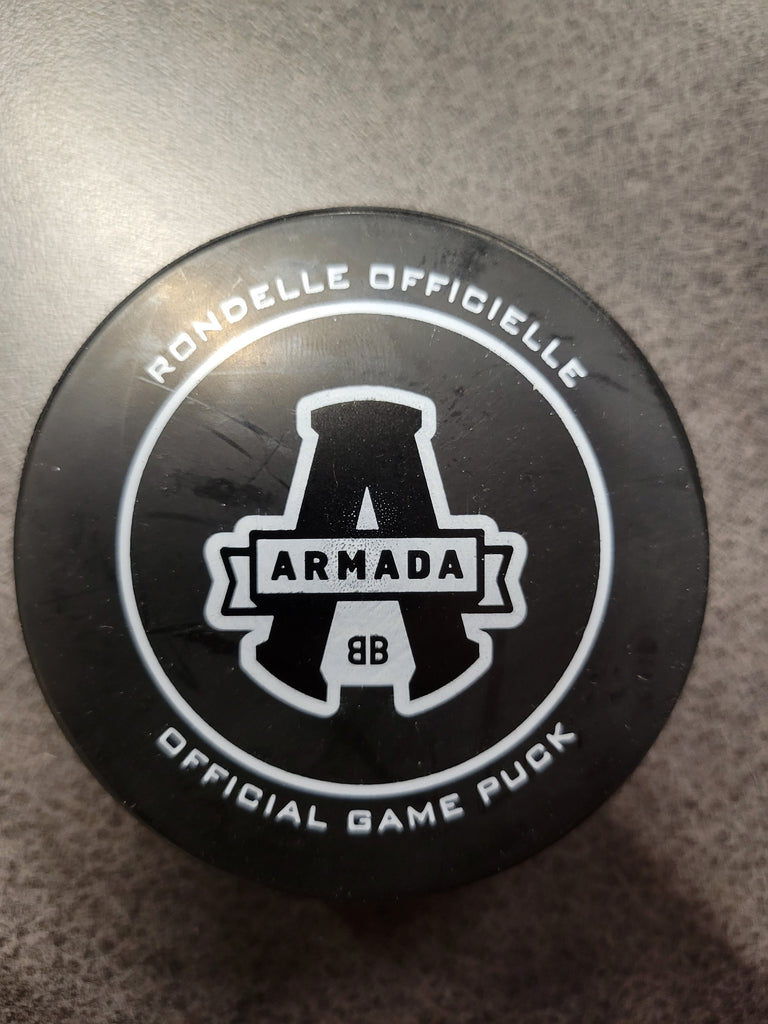 RONDELLE OFFICIELLE
ARMADA
BB
OFFICIAL GAME PUCK